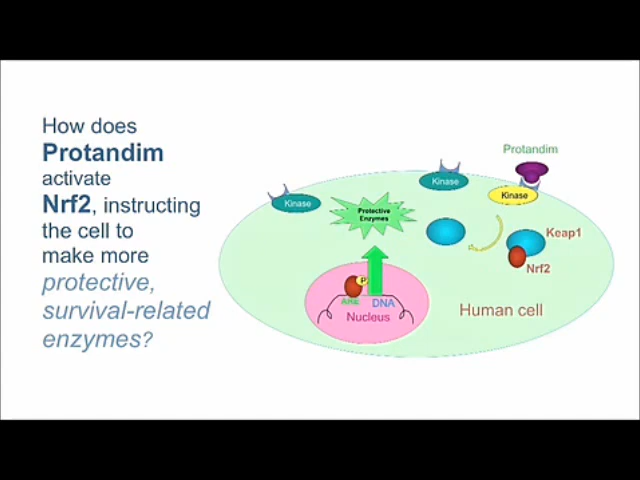 How does
Protandim
activate
Nrf2, instructing
the cell to
make more
protective,
survival-related
enzymes?
Protandim
Kinase
Kinase
Kinase
Protective
Enzymes
Keap1
Nrf2
P
ARE
DNA
Nucleus
Human cell